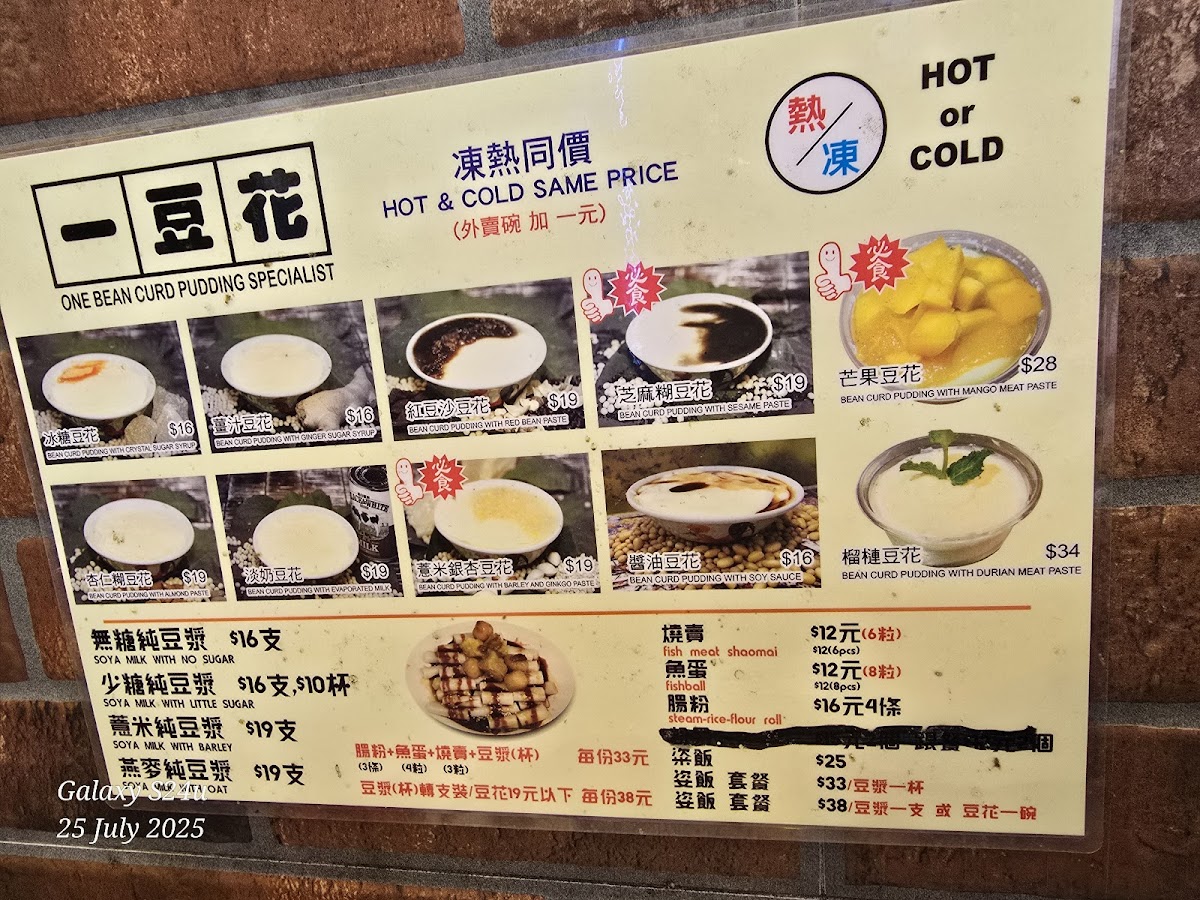 一豆花
ONE BEAN CURD PUDDING SPECIALIST
凍熱同價
HOT & COLD SAME PRICE
(外賣碗 加 一元)
熱/凍
HOT
or
COLD
冰糖豆花 $16
BEAN CURD PUDDING WITH CRYSTAL SUGAR SYRUP
薑汁豆花 $16
BEAN CURD PUDDING WITH GINGER SUGAR SYRUP
紅豆沙豆花 $19
BEAN CURD PUDDING WITH RED BEAN PASTE
必食
芝麻糊豆花 $19
BEAN CURD PUDDING WITH SESAME PASTE
必食
芒果豆花 $28
BEAN CURD PUDDING WITH MANGO MEAT PASTE
杏仁糊豆花 $19
BEAN CURD PUDDING WITH ALMOND PASTE
淡奶豆花 $19
BEAN CURD PUDDING WITH EVAPORATED MILK
必食
薏米銀杏豆花 $19
BEAN CURD PUDDING WITH BARLEY AND GINKGO PASTE
醬油豆花 $16
BEAN CURD PUDDING WITH SOY SAUCE
榴槤豆花 $34
BEAN CURD PUDDING WITH DURIAN MEAT PASTE
無糖純豆漿 $16支
SOYA MILK WITH NO SUGAR
少糖純豆漿 $16支,$10杯
SOYA MILK WITH LITTLE SUGAR
薏米純豆漿 $19支
SOYA MILK WITH BARLEY
燕麥純豆漿 $19支
SOYA MILK OAT
腸粉+魚蛋+燒賣+豆漿(杯) 每份33元
(3條) (4粒) (3粒)
豆漿(杯)轉支裝/豆花19元以下 每份38元
燒賣 $12元(6粒)
fish meat shaomai $12(6pcs)
魚蛋 $12元(8粒)
fishball $12(8pcs)
腸粉 $16元4條
steam-rice-flour roll
粢飯 $25
粢飯 套餐 $33/豆漿一杯
粢飯 套餐 $38/豆漿一支 或 豆花一碗
Galaxy S24u
25 July 2025